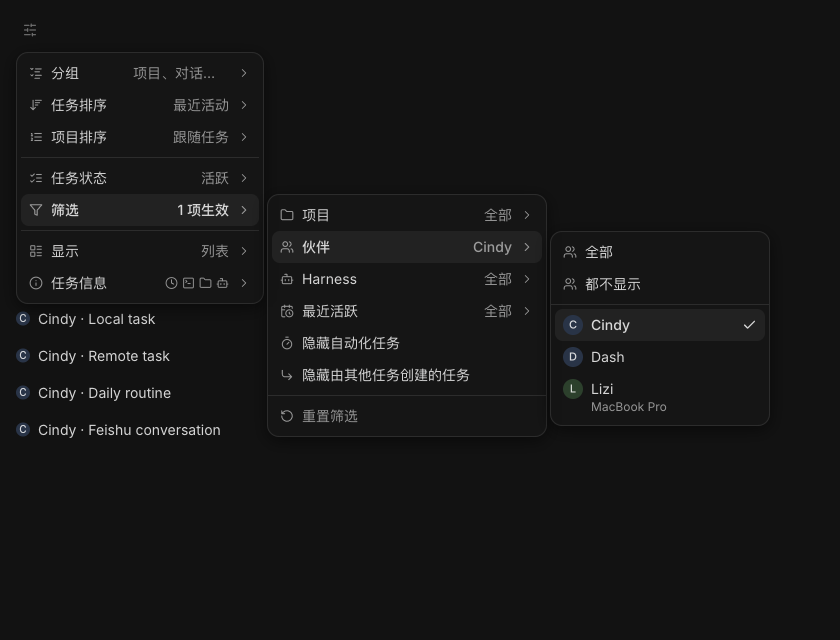 分组 项目、对话...
任务排序 最近活动
项目排序 跟随任务
任务状态 活跃
筛选 1 项生效
显示 列表
任务信息
C Cindy · Local task
C Cindy · Remote task
C Cindy · Daily routine
C Cindy · Feishu conversation
项目 全部
伙伴 Cindy
Harness 全部
最近活跃 全部
隐藏自动化任务
隐藏由其他任务创建的任务
重置筛选
全部
都不显示
C Cindy
D Dash
L Lizi
MacBook Pro